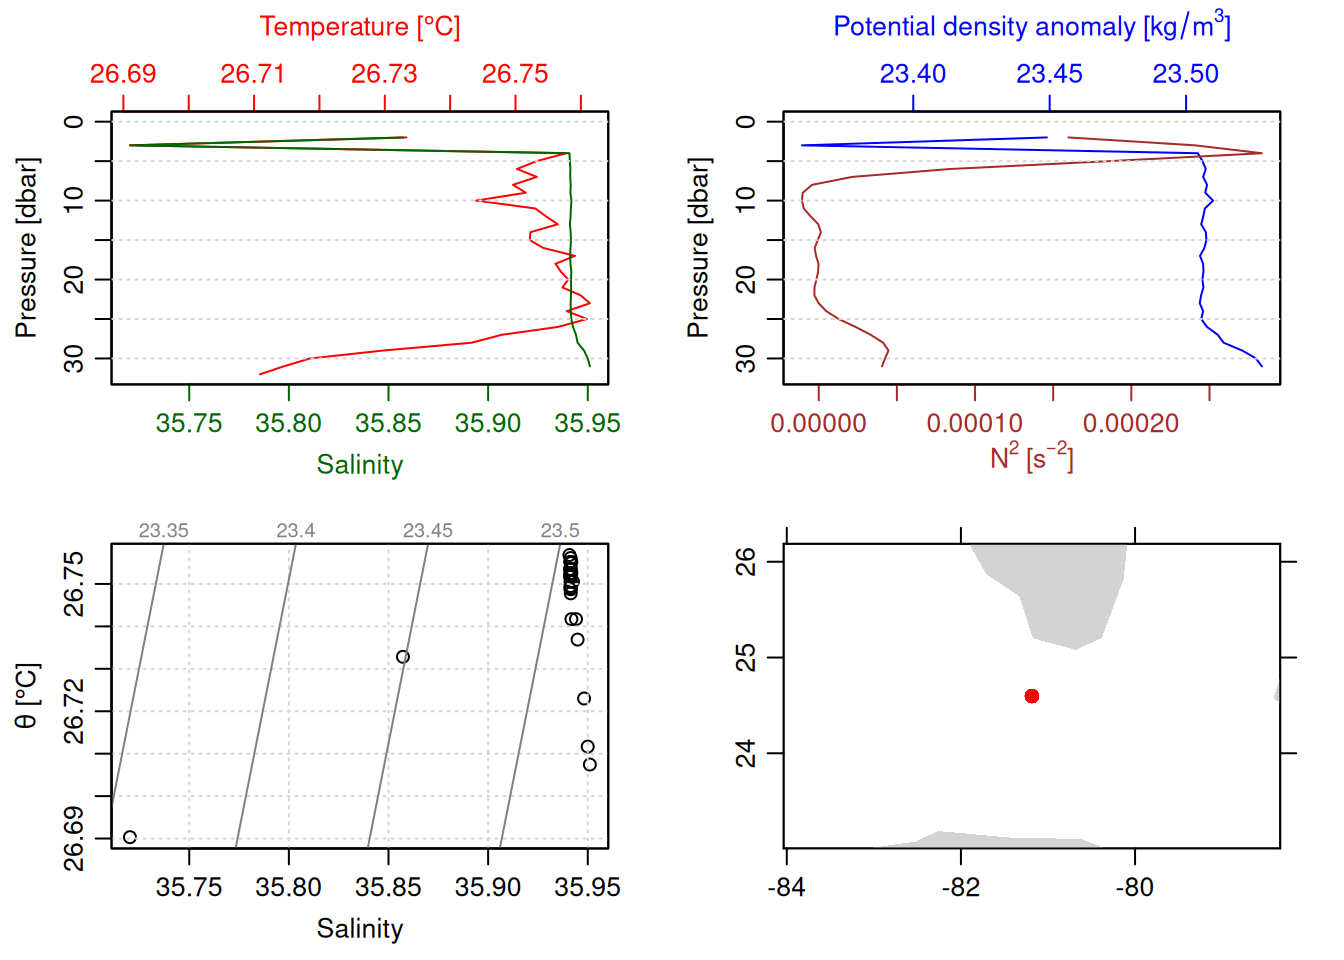 Temperature [°C]
26.69 26.71 26.73 26.75
0
10
20
30
Pressure [dbar]
35.75 35.80 35.85 35.90 35.95
Salinity
Potential density anomaly [kg/m³]
23.40 23.45 23.50
0
10
20
30
Pressure [dbar]
0.00000 0.00010 0.00020
N² [s⁻²]
23.35 23.4 23.45 23.5
26.75
26.72
26.69
θ [°C]
35.75 35.80 35.85 35.90 35.95
Salinity
26
25
24
-84 -82 -80